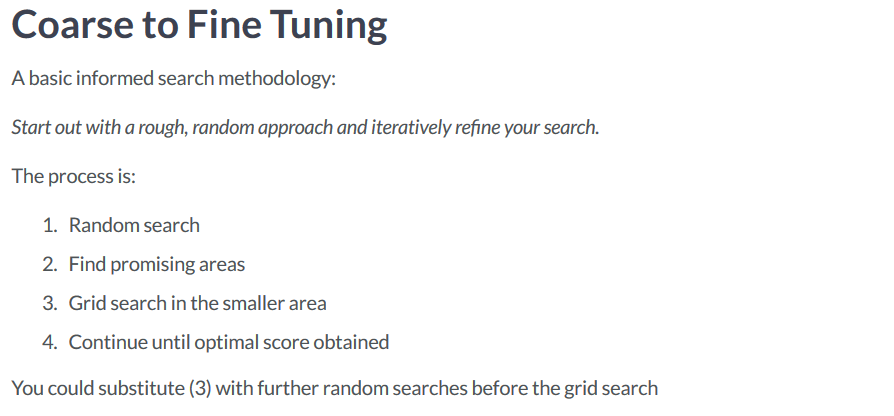 Coarse to Fine Tuning
A basic informed search methodology:
Start out with a rough, random approach and iteratively refine your search.
The process is:
1. Random search
2. Find promising areas
3. Grid search in the smaller area
4. Continue until optimal score obtained
You could substitute (3) with further random searches before the grid search